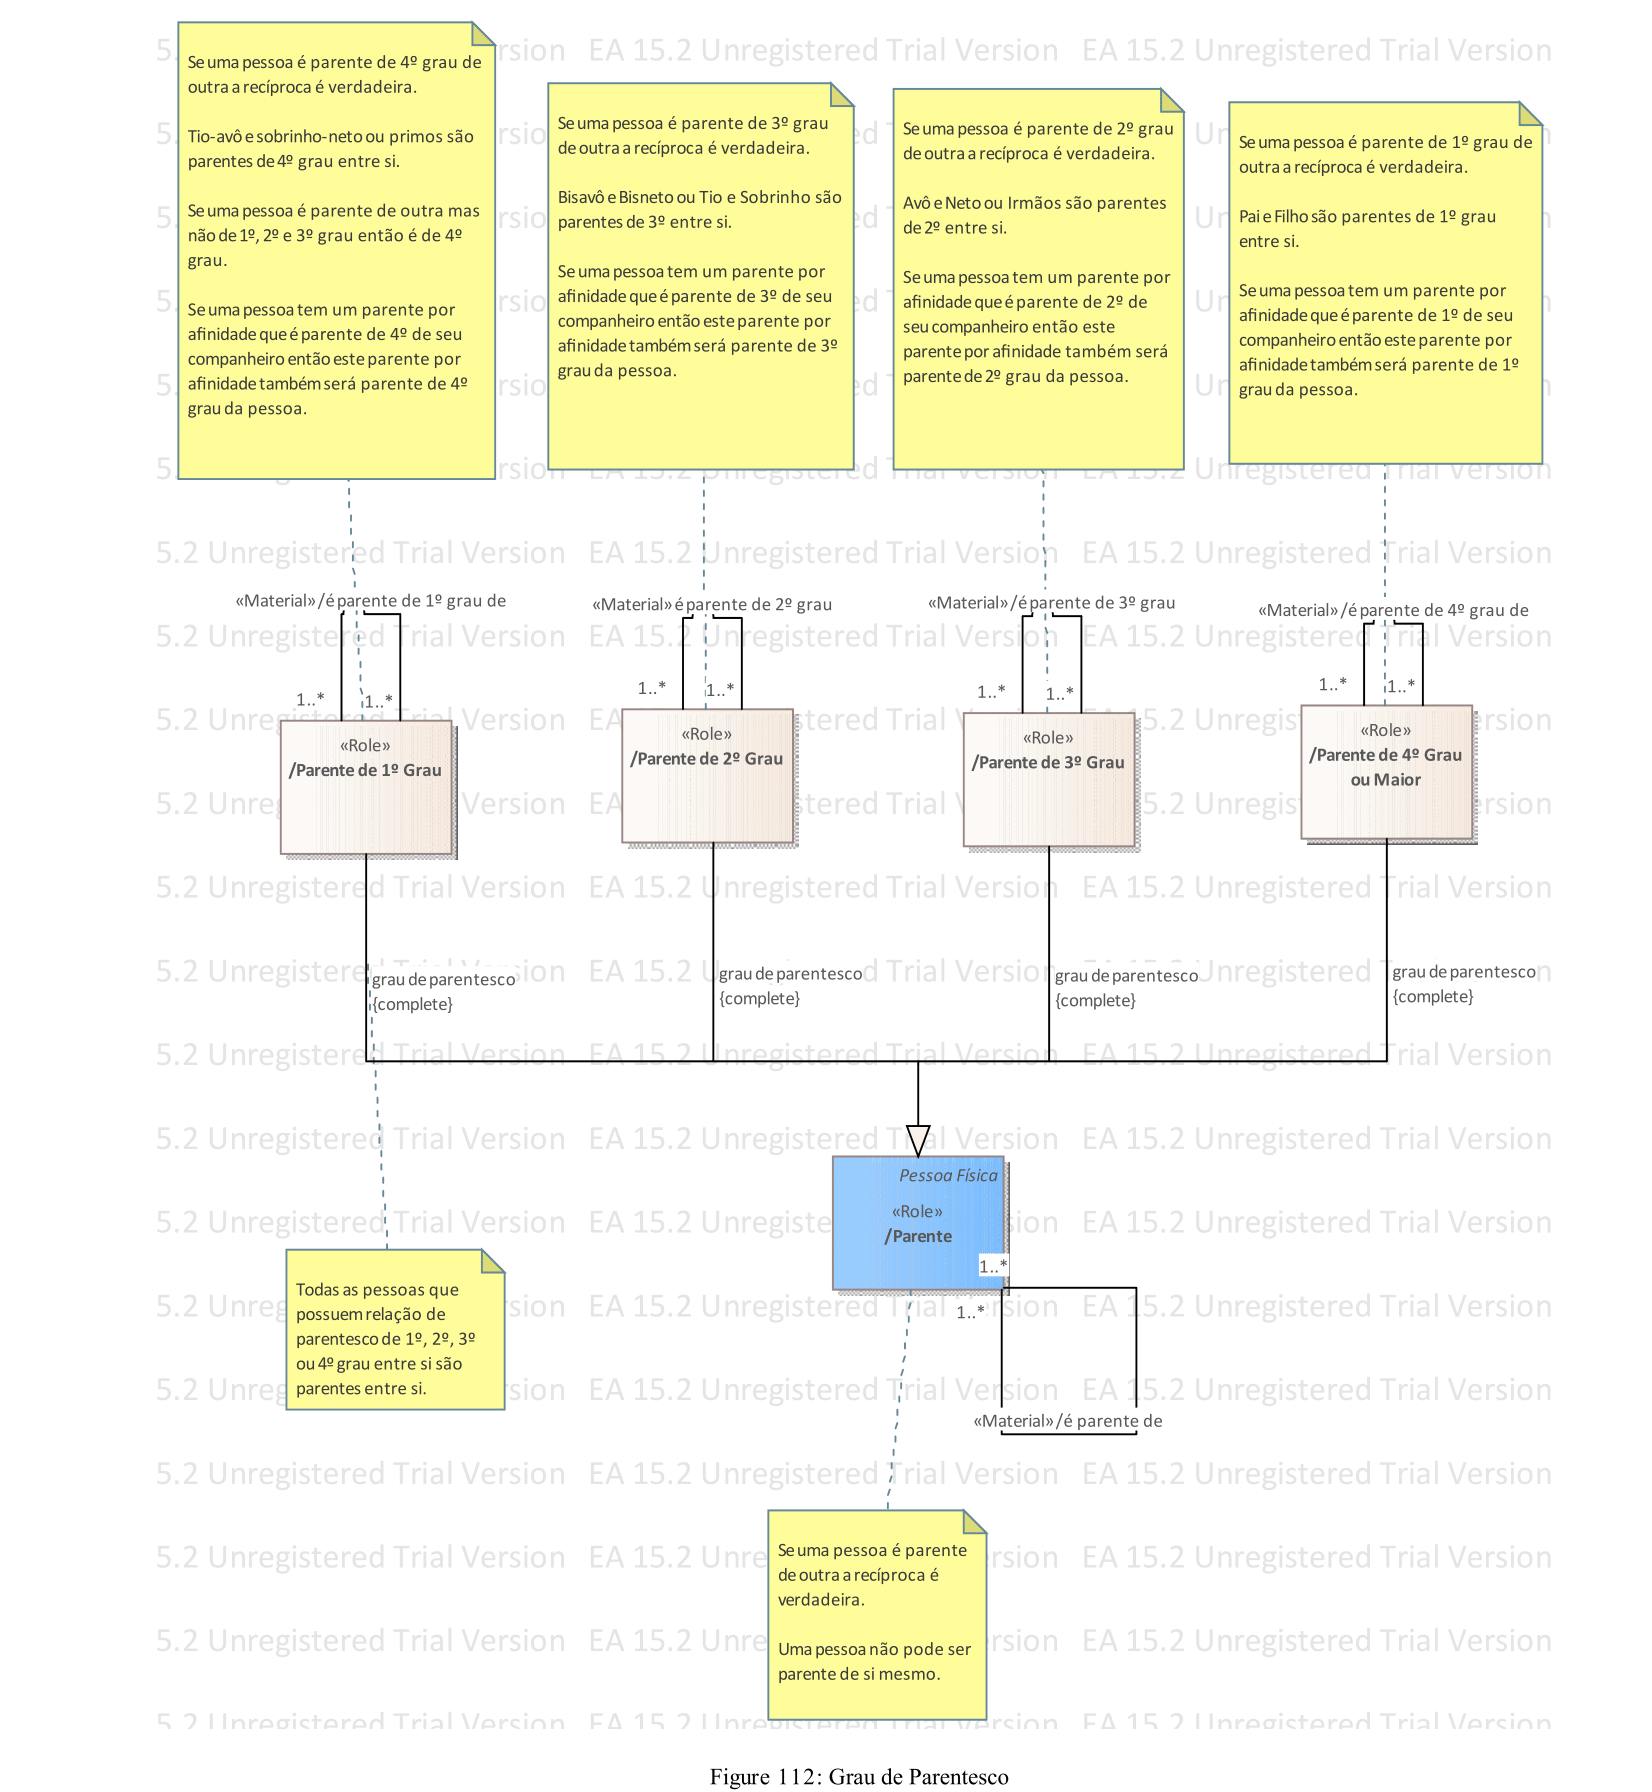 Se uma pessoa é parente de 4º grau de
outra a recíproca é verdadeira.
Tio-avô e sobrinho-neto ou primos são
parentes de 4º grau entre si.
Se uma pessoa é parente de outra mas
não de 1º, 2º e 3º grau então é de 4º
grau.
Se uma pessoa tem um parente por
afinidade que é parente de 4º de seu
companheiro então este parente por
afinidade também será parente de 4º
grau da pessoa.
Se uma pessoa é parente de 3º grau
de outra a recíproca é verdadeira.
Bisavô e Bisneto ou Tio e Sobrinho são
parentes de 3º entre si.
Se uma pessoa tem um parente por
afinidade que é parente de 3º de seu
companheiro então este parente por
afinidade também será parente de 3º
grau da pessoa.
Se uma pessoa é parente de 2º grau
de outra a recíproca é verdadeira.
Avô e Neto ou Irmãos são parentes
de 2º entre si.
Se uma pessoa tem um parente por
afinidade que é parente de 2º de
seu companheiro então este
parente por afinidade também será
parente de 2º grau da pessoa.
Se uma pessoa é parente de 1º grau de
outra a recíproca é verdadeira.
Pai e Filho são parentes de 1º grau
entre si.
Se uma pessoa tem um parente por
afinidade que é parente de 1º de seu
companheiro então este parente por
afinidade também será parente de 1º
grau da pessoa.
«Material» /é parente de 1º grau de
1..*
1..*
«Role»
/Parente de 1º Grau
«Material» é parente de 2º grau
1..*
1..*
«Role»
/Parente de 2º Grau
«Material» /é parente de 3º grau
1..*
1..*
«Role»
/Parente de 3º Grau
«Material» /é parente de 4º grau de
1..*
1..*
«Role»
/Parente de 4º Grau
ou Maior
grau de parentesco
{complete}
grau de parentesco
{complete}
grau de parentesco
{complete}
grau de parentesco
{complete}
Pessoa Física
«Role»
/Parente
1..*
1..*
«Material» /é parente de
Todas as pessoas que
possuem relação de
parentesco de 1º, 2º, 3º
ou 4º grau entre si são
parentes entre si.
Se uma pessoa é parente
de outra a recíproca é
verdadeira.
Uma pessoa não pode ser
parente de si mesmo.
5.2 Unregistered Trial Version EA 15.2 Unregistered Trial Version EA 15.2 Unregistered Trial Version
Figure 112: Grau de Parentesco